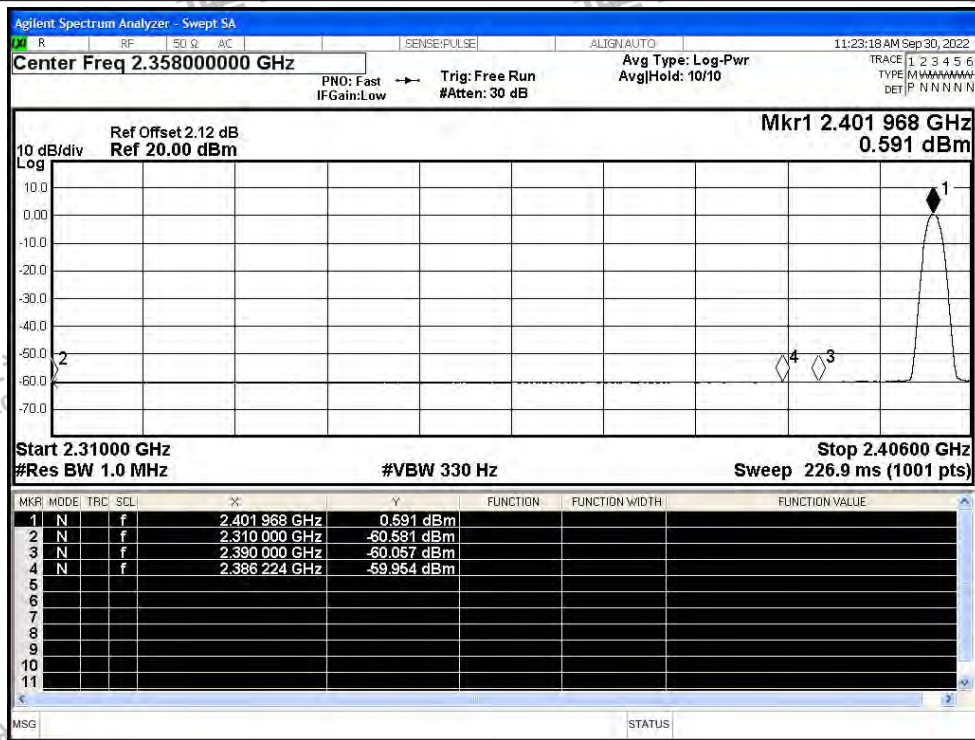 Agilent Spectrum Analyzer - Swept SA
LXI R RF 50 Ω AC SENSE:PULSE ALIGN AUTO 11:23:18 AM Sep 30, 2022
Center Freq 2.358000000 GHz
PNO: Fast
IFGain:Low
Trig: Free Run
#Atten: 30 dB
Avg Type: Log-Pwr
Avg|Hold: 10/10
TRACE 1 2 3 4 5 6
TYPE M WWWWW
DET P N N N N N
Ref Offset 2.12 dB
10 dB/div Ref 20.00 dBm
Log
Mkr1 2.401 968 GHz
0.591 dBm
10.0
0.00
-10.0
-20.0
-30.0
-40.0
-50.0
-60.0
-70.0
1
2
4
3
Start 2.31000 GHz Stop 2.40600 GHz
#Res BW 1.0 MHz #VBW 330 Hz Sweep 226.9 ms (1001 pts)
MKR MODE TRC SCL X Y FUNCTION FUNCTION WIDTH FUNCTION VALUE
1 N f 2.401 968 GHz 0.591 dBm
2 N f 2.310 000 GHz -60.581 dBm
3 N f 2.390 000 GHz -60.057 dBm
4 N f 2.386 224 GHz -59.954 dBm
5
6
7
8
9
10
11
MSG STATUS